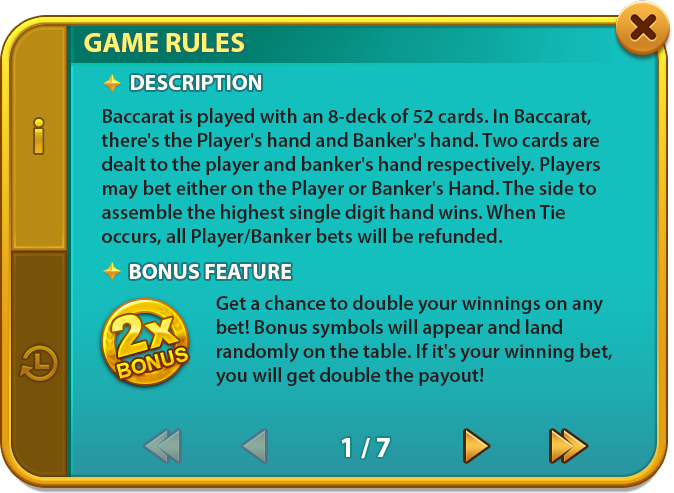 GAME RULES
DESCRIPTION
Baccarat is played with an 8-deck of 52 cards. In Baccarat,
there's the Player's hand and Banker's hand. Two cards are
dealt to the player and banker's hand respectively. Players
may bet either on the Player or Banker's Hand. The side to
assemble the highest single digit hand wins. When Tie
occurs, all Player/Banker bets will be refunded.
BONUS FEATURE
2x
BONUS
Get a chance to double your winnings on any
bet! Bonus symbols will appear and land
randomly on the table. If it's your winning bet,
you will get double the payout!
1 / 7